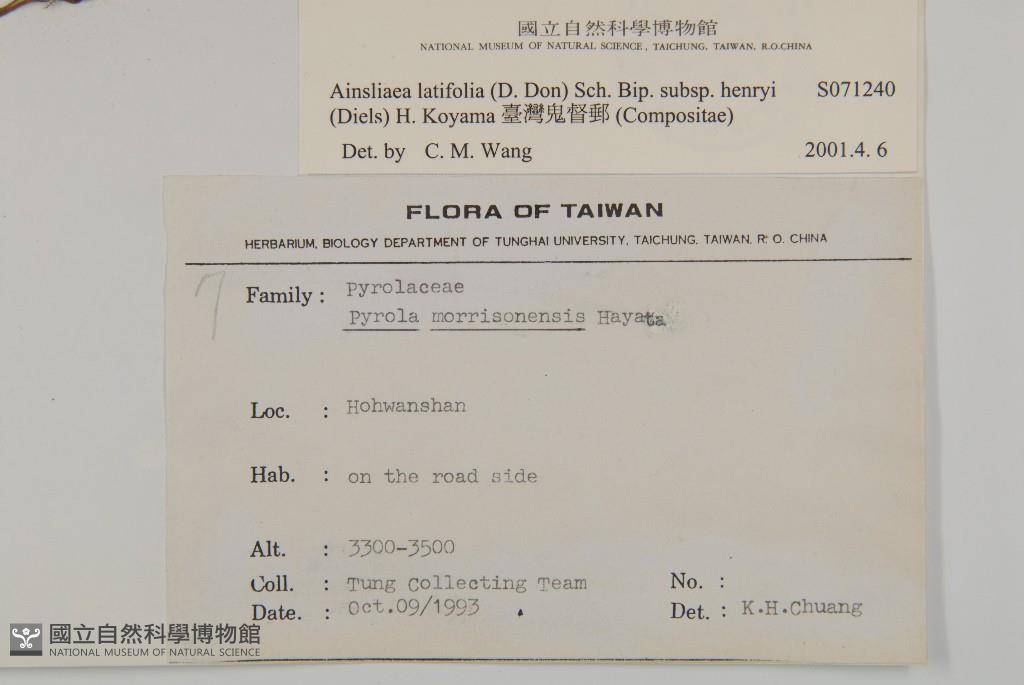 國立自然科學博物館
NATIONAL MUSEUM OF NATURAL SCIENCE, TAICHUNG, TAIWAN, R.O.CHINA
Ainsliaea latifolia (D. Don) Sch. Bip. subsp. henryi S071240
(Diels) H. Koyama 臺灣鬼督郵 (Compositae)
Det. by C. M. Wang 2001.4. 6
FLORA OF TAIWAN
HERBARIUM, BIOLOGY DEPARTMENT OF TUNGHAI UNIVERSITY, TAICHUNG, TAIWAN, R. O. CHINA
7
Family : Pyrolaceae
Pyrola morrisonensis Hayata
Loc. : Hohwanshan
Hab. : on the road side
Alt. : 3300-3500
Coll. : Tung Collecting Team No. :
Date. : Oct.09/1993 Det. : K.H.Chuang
國立自然科學博物館
NATIONAL MUSEUM OF NATURAL SCIENCE